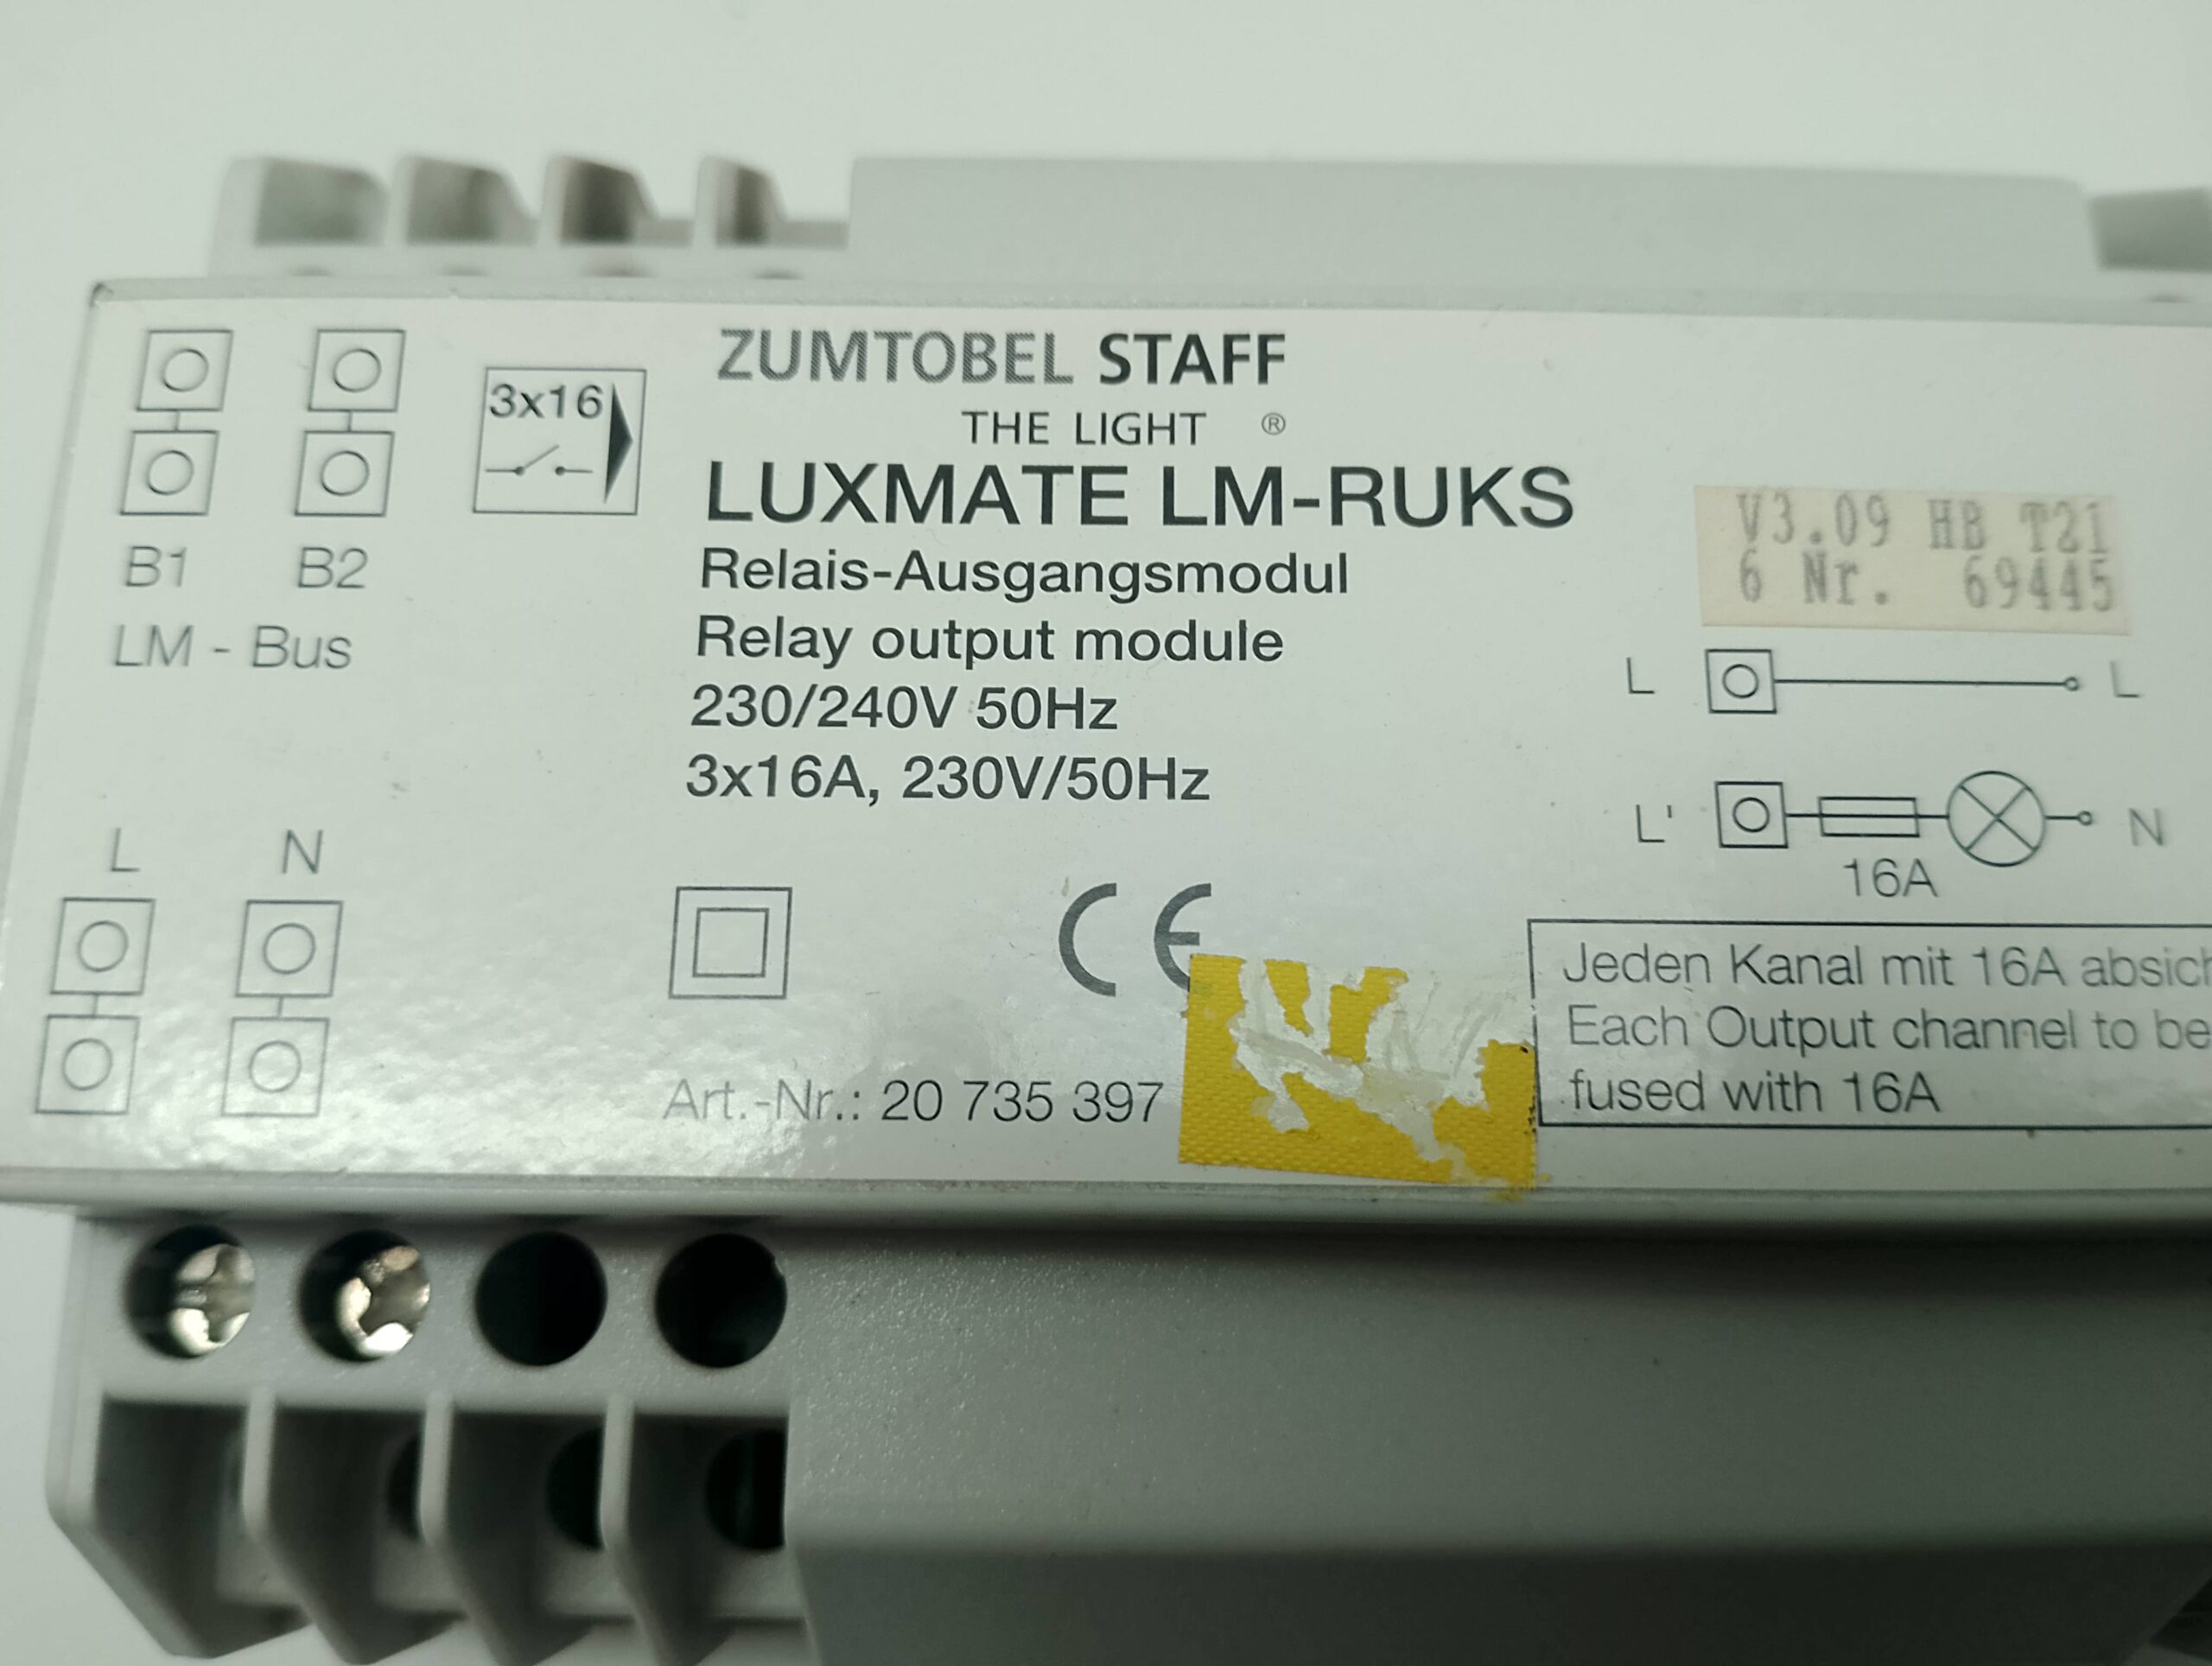 ZUMTOBEL STAFF
THE LIGHT ®
LUXMATE LM-RUKS
Relais-Ausgangsmodul
Relay output module
230/240V 50Hz
3x16A, 230V/50Hz
3x16
B1 B2
LM - Bus
L N
CE
Art.-Nr.: 20 735 397
V3.09 HB T21
6 Nr. 69445
L L
L' N
16A
Jeden Kanal mit 16A
Each Output channel to be
fused with 16A